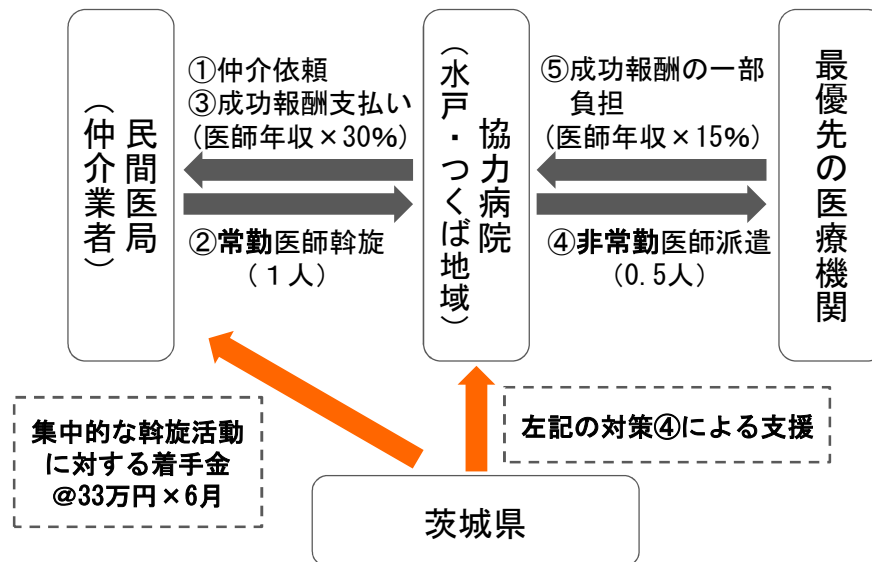 民間医局
（仲介業者）
①仲介依頼
③成功報酬支払い
（医師年収×30%）
②常勤医師斡旋
（１人）
協力病院
（水戸・つくば地域）
⑤成功報酬の一部
負担
（医師年収×15%）
④非常勤医師派遣
（0.5人）
最優先の医療機関
集中的な斡旋活動
に対する着手金
@33万円×6月
左記の対策④による支援
茨城県